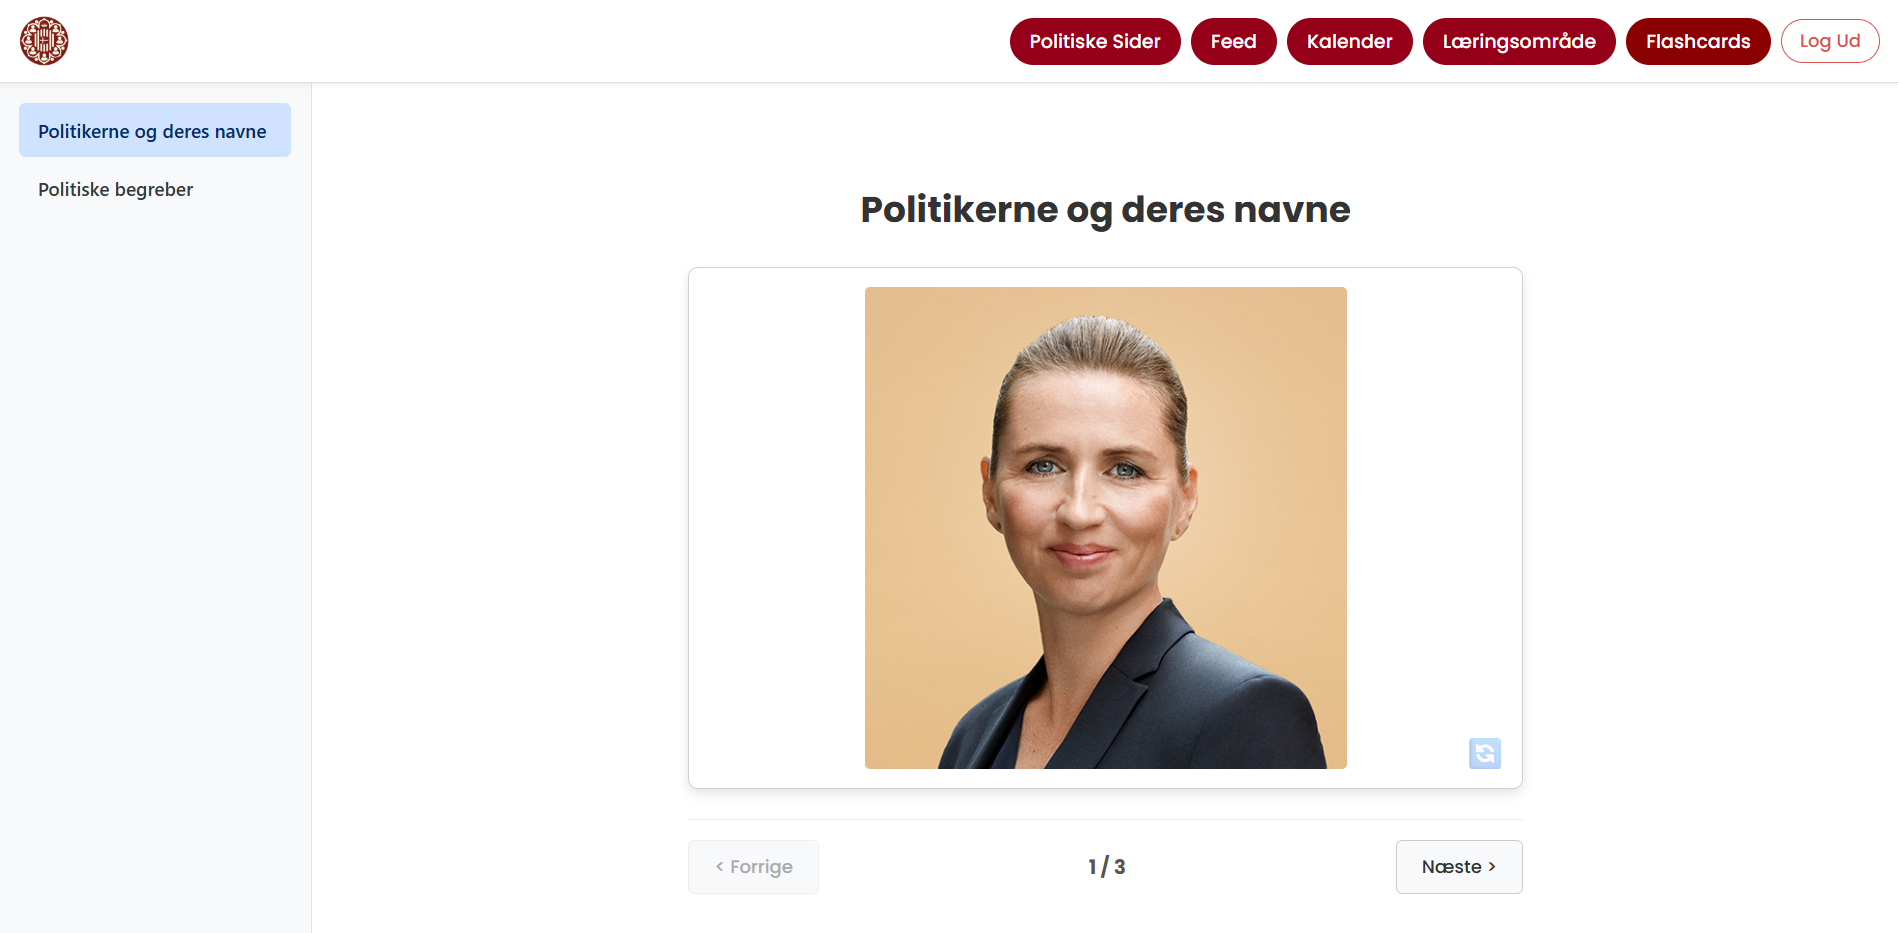 Politiske Sider
Feed
Kalender
Læringsområde
Flashcards
Log Ud
Politikerne og deres navne
Politiske begreber
Politikerne og deres navne
< Forrige
1 / 3
Næste >